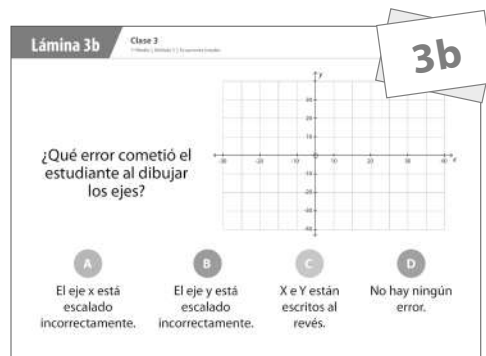 Lámina 3b
Clase 3
3b
y
x
¿Qué error cometió el
estudiante al dibujar
los ejes?
A
El eje x está
escalado
incorrectamente.
B
El eje y está
escalado
incorrectamente.
C
X e Y están
escritos al
revés.
D
No hay ningún
error.